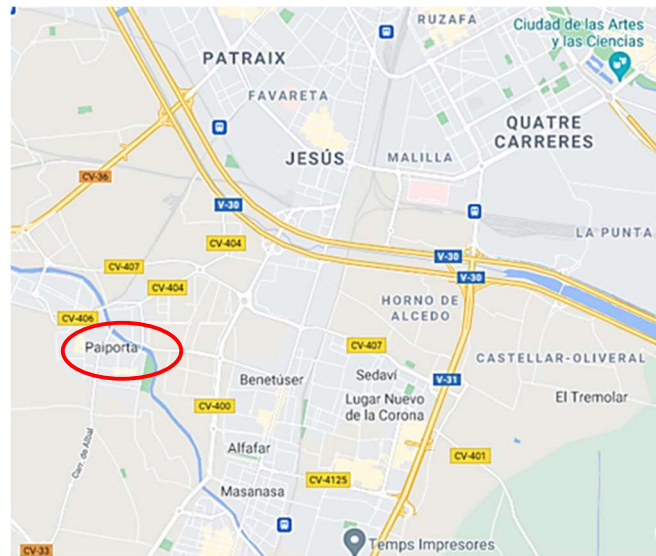 RUZAFA
Ciudad de las Artes
y las Ciencias
PATRAIX
FAVARETA
QUATRE
CARRERES
JESÚS
MALILLA
CV-36
V-30
LA PUNTA
CV-404
V-30
CV-407
V-30
CV-404
HORNO DE
ALCEDO
CV-406
Paiporta
CV-407
CASTELLAR-OLIVERAL
Benetúser
Sedaví
V-31
El Tremolar
Lugar Nuevo
de la Corona
CV-400
Carr. de Albal
Alfafar
CV-401
CV-4125
Masanasa
Temps Impresores
CV-33